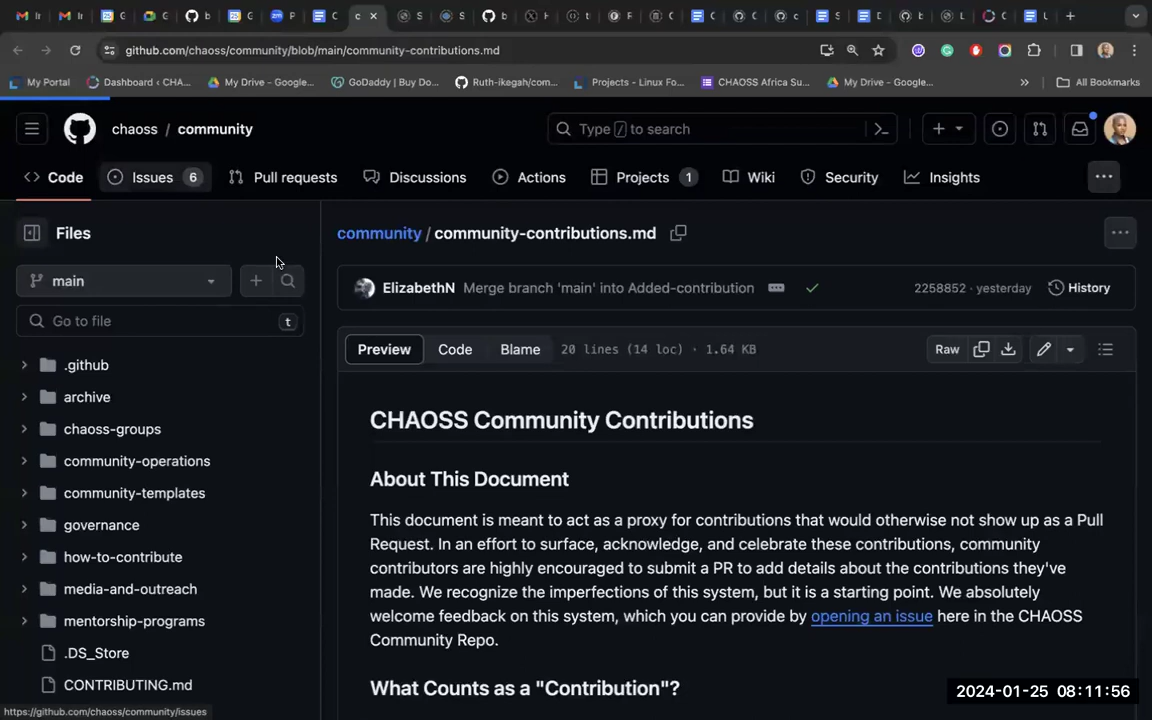 github.com/chaoss/community/blob/main/community-contributions.md
My Portal
Dashboard < CHA...
My Drive – Google...
GoDaddy | Buy Do...
Ruth-ikegah/com...
Projects - Linux Fo...
CHAOSS Africa Su...
My Drive – Google...
All Bookmarks
chaoss / community
Type / to search
Code
Issues 6
Pull requests
Discussions
Actions
Projects 1
Wiki
Security
Insights
Files
community / community-contributions.md
main
ElizabethN Merge branch 'main' into Added-contribution
2258852 · yesterday
History
Go to file
t
Preview
Code
Blame
20 lines (14 loc) · 1.64 KB
Raw
.github
archive
chaoss-groups
community-operations
community-templates
governance
how-to-contribute
media-and-outreach
mentorship-programs
.DS_Store
CONTRIBUTING.md
CHAOSS Community Contributions
About This Document
This document is meant to act as a proxy for contributions that would otherwise not show up as a Pull
Request. In an effort to surface, acknowledge, and celebrate these contributions, community
contributors are highly encouraged to submit a PR to add details about the contributions they've
made. We recognize the imperfections of this system, but it is a starting point. We absolutely
welcome feedback on this system, which you can provide by opening an issue here in the CHAOSS
Community Repo.
What Counts as a "Contribution"?
2024-01-25 08:11:56
https://github.com/chaoss/community/issues